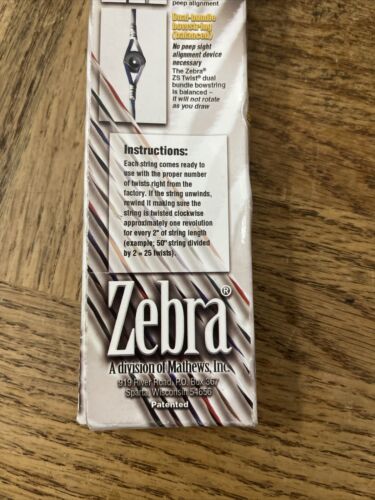 peep alignment
Dual-bundle
bowstring
(balanced)
No peep sight
alignment device
necessary
The Zebra®
ZS Twist® dual
bundle bowstring
is balanced –
it will not rotate
as you draw
Instructions:
Each string comes ready to
use with the proper number
of twists right from the
factory. If the string unwinds,
rewind it making sure the
string is twisted clockwise
approximately one revolution
for every 2" of string length
(example; 50" string divided
by 2 = 25 twists).
Zebra®
A division of Mathews, Inc.
919 River Road, P.O. Box 367
Sparta, Wisconsin 54656
Patented